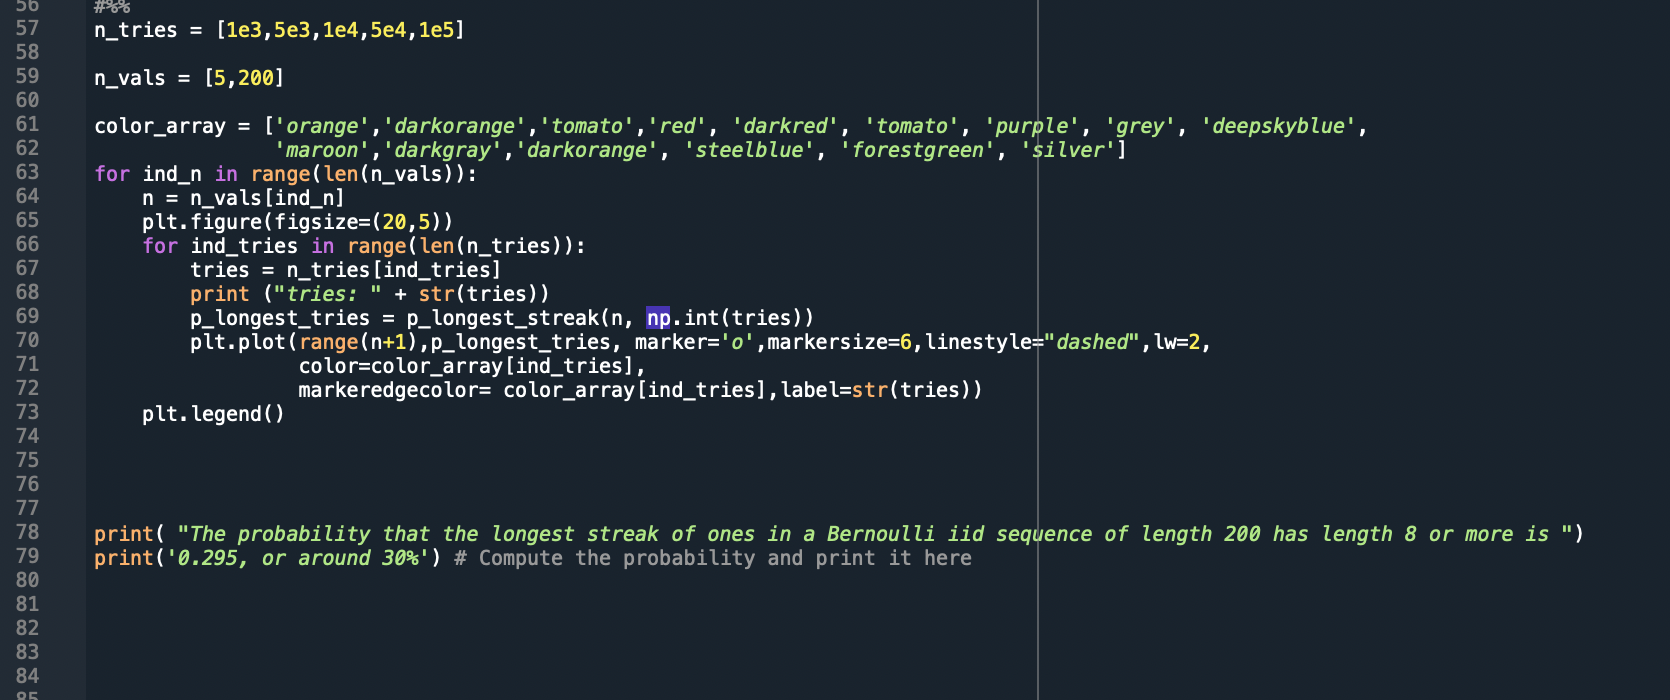 56 #%%
57 n_tries = [1e3,5e3,1e4,5e4,1e5]
58
59 n_vals = [5,200]
60
61 color_array = ['orange','darkorange','tomato','red', 'darkred', 'tomato', 'purple', 'grey', 'deepskyblue',
62                'maroon','darkgray','darkorange', 'steelblue', 'forestgreen', 'silver']
63 for ind_n in range(len(n_vals)):
64     n = n_vals[ind_n]
65     plt.figure(figsize=(20,5))
66     for ind_tries in range(len(n_tries)):
67         tries = n_tries[ind_tries]
68         print ("tries: " + str(tries))
69         p_longest_tries = p_longest_streak(n, np.int(tries))
70         plt.plot(range(n+1),p_longest_tries, marker='o',markersize=6,linestyle="dashed",lw=2,
71                  color=color_array[ind_tries],
72                  markeredgecolor= color_array[ind_tries],label=str(tries))
73     plt.legend()
74
75
76
77
78 print( "The probability that the longest streak of ones in a Bernoulli iid sequence of length 200 has length 8 or more is ")
79 print('0.295, or around 30%') # Compute the probability and print it here
80
81
82
83
84
85